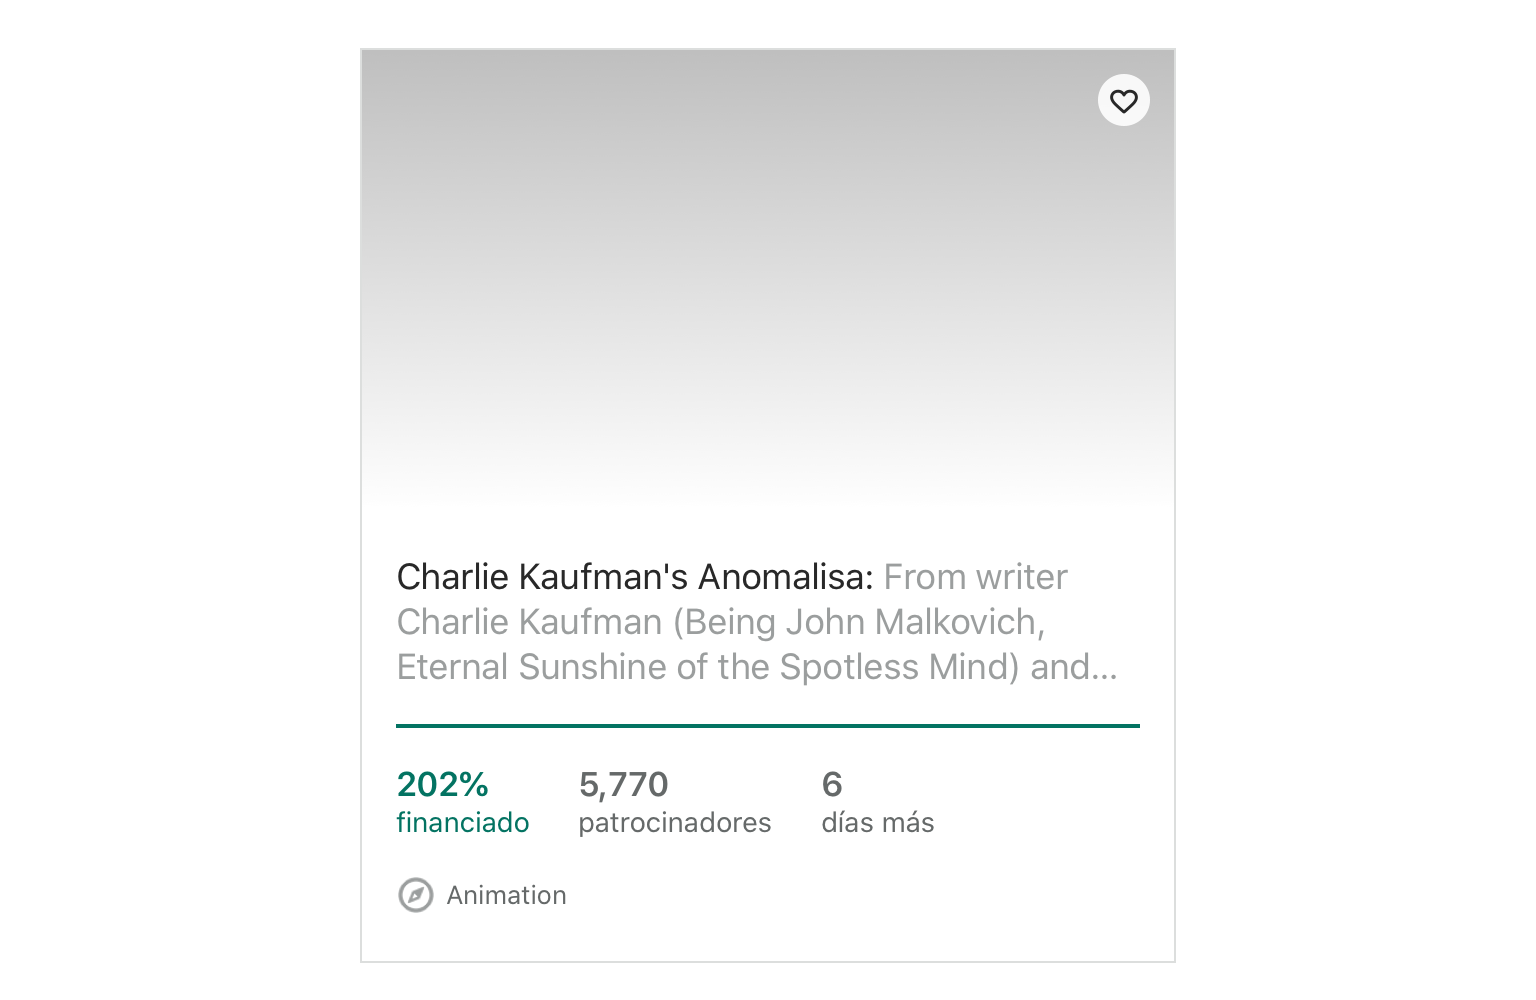 Charlie Kaufman's Anomalisa: From writer
Charlie Kaufman (Being John Malkovich,
Eternal Sunshine of the Spotless Mind) and...
202% 5,770 6
financiado patrocinadores días más
Animation